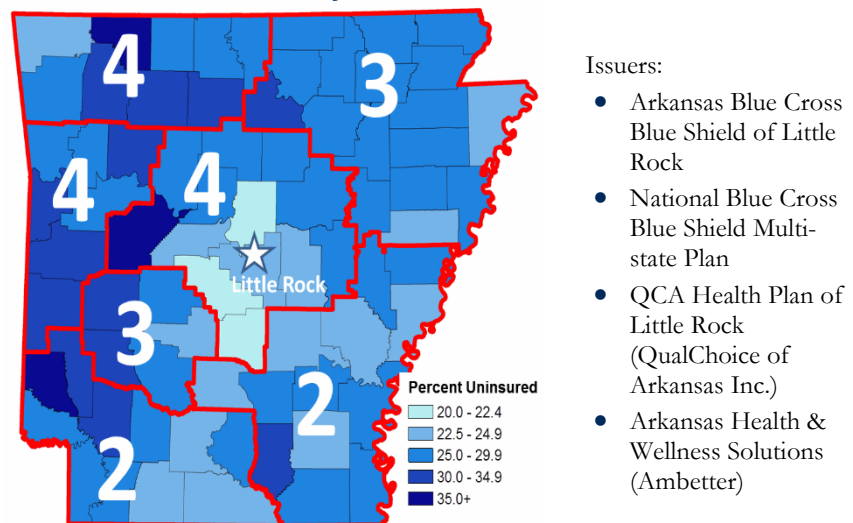 4
3
4
4
Little Rock
3
2
2
Percent Uninsured
20.0 - 22.4
22.5 - 24.9
25.0 - 29.9
30.0 - 34.9
35.0+
Issuers:
• Arkansas Blue Cross
Blue Shield of Little
Rock
• National Blue Cross
Blue Shield Multi-
state Plan
• QCA Health Plan of
Little Rock
(QualChoice of
Arkansas Inc.)
• Arkansas Health &
Wellness Solutions
(Ambetter)